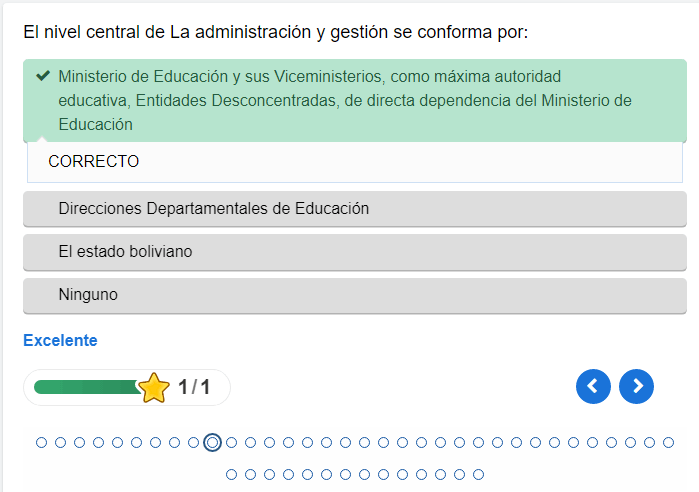 El nivel central de La administración y gestión se conforma por:
Ministerio de Educación y sus Viceministerios, como máxima autoridad
educativa, Entidades Desconcentradas, de directa dependencia del Ministerio de
Educación
CORRECTO
Direcciones Departamentales de Educación
El estado boliviano
Ninguno
Excelente
1/1